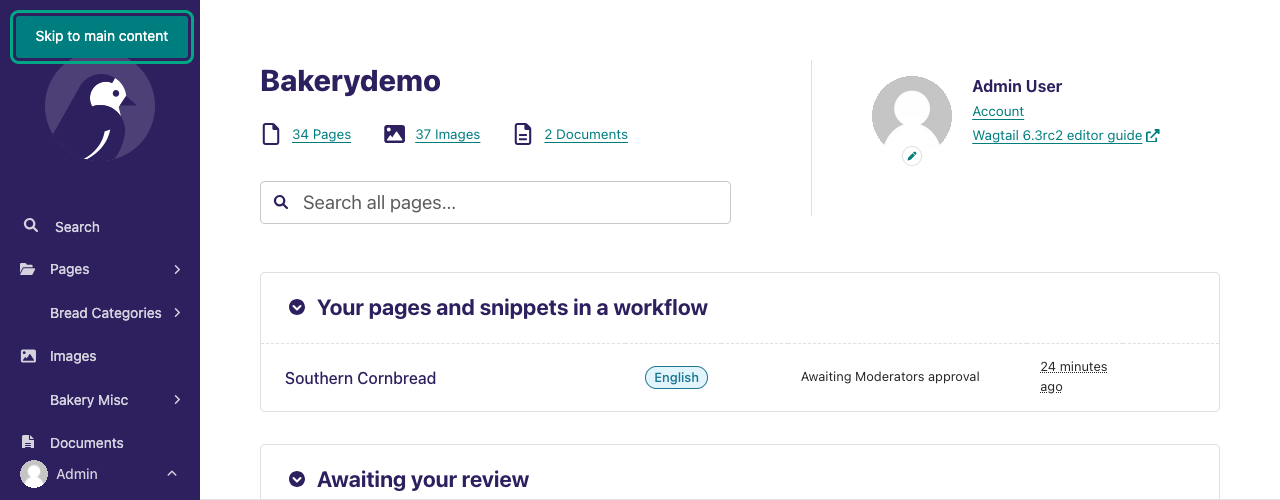 Skip to main content
Search
Pages
Bread Categories
Images
Bakery Misc
Documents
Admin
Bakerydemo
34 Pages
37 Images
2 Documents
Search all pages…
Admin User
Account
Wagtail 6.3rc2 editor guide
Your pages and snippets in a workflow
Southern Cornbread
English
Awaiting Moderators approval
24 minutes
ago
Awaiting your review